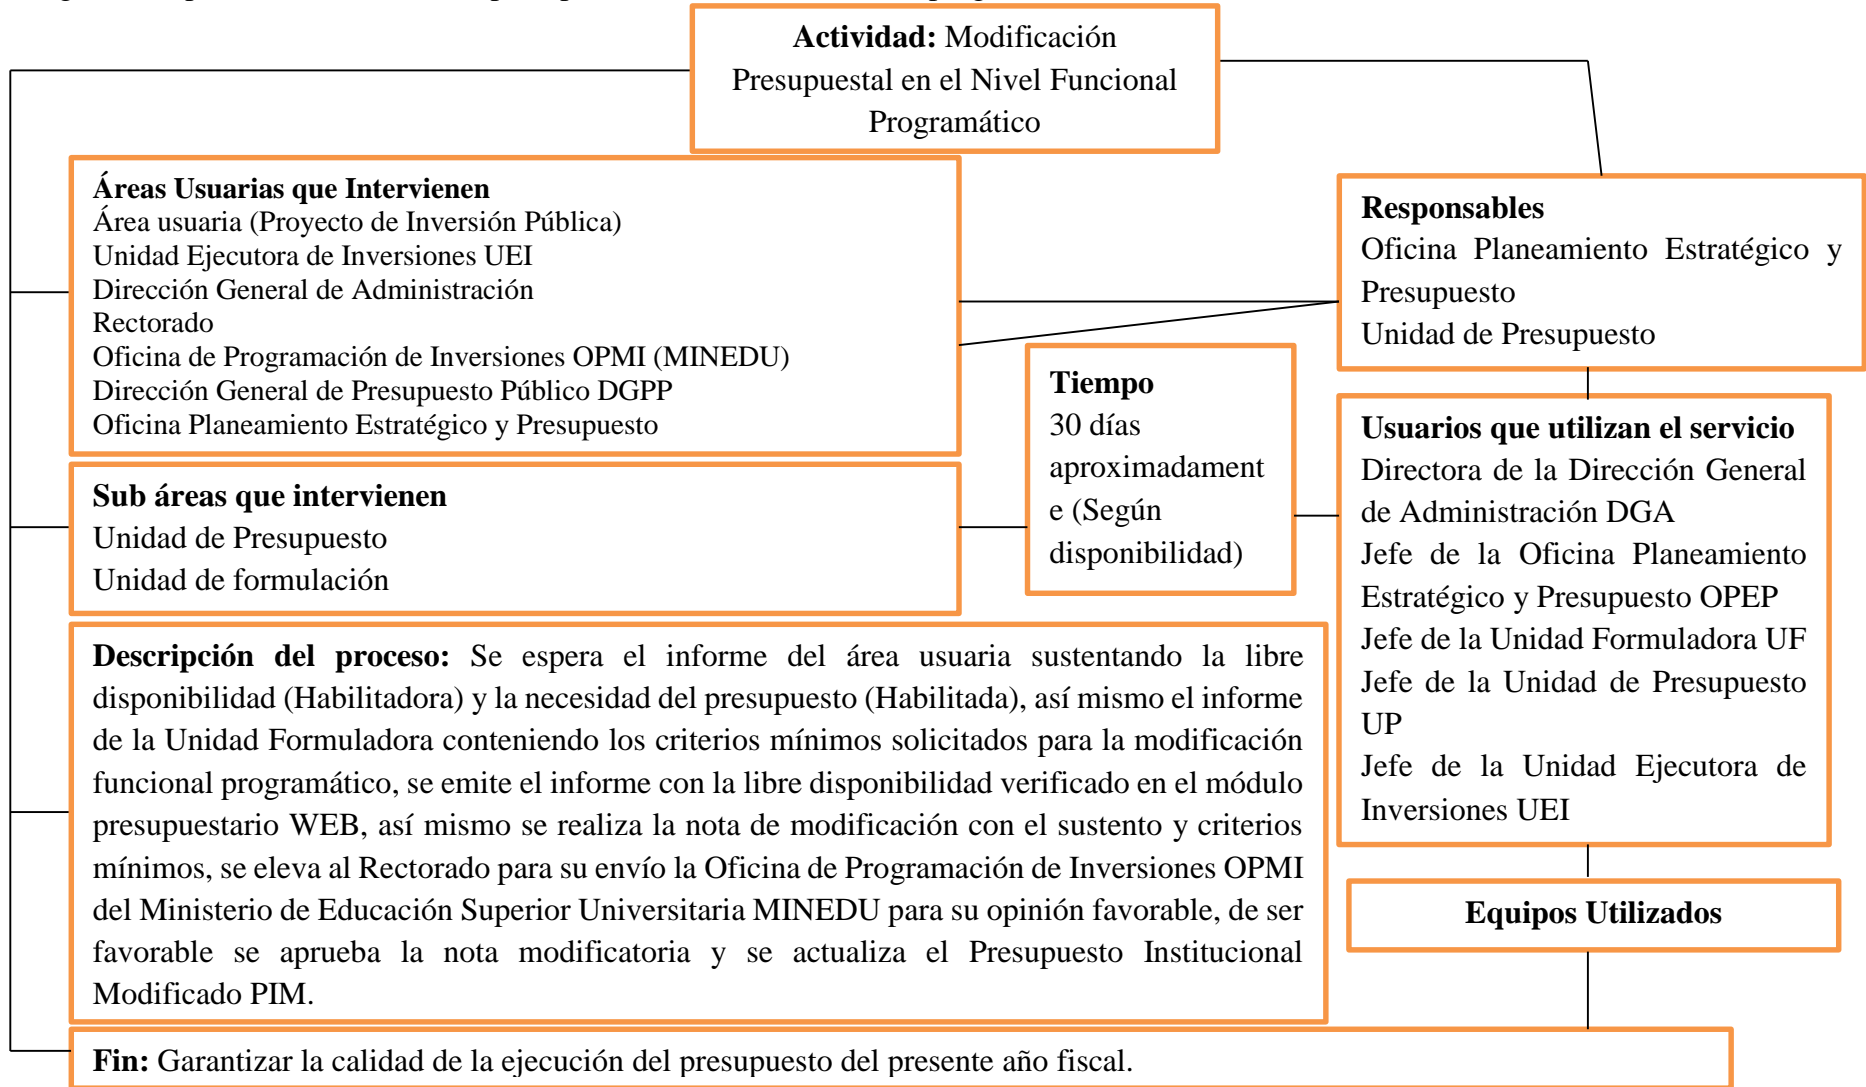 Actividad: Modificación
Presupuestal en el Nivel Funcional
Programático
Áreas Usuarias que Intervienen
Área usuaria (Proyecto de Inversión Pública)
Unidad Ejecutora de Inversiones UEI
Dirección General de Administración
Rectorado
Oficina de Programación de Inversiones OPMI (MINEDU)
Dirección General de Presupuesto Público DGPP
Oficina Planeamiento Estratégico y Presupuesto
Responsables
Oficina Planeamiento Estratégico y
Presupuesto
Unidad de Presupuesto
Sub áreas que intervienen
Unidad de Presupuesto
Unidad de formulación
Tiempo
30 días
aproximadament
e (Según
disponibilidad)
Usuarios que utilizan el servicio
Directora de la Dirección General
de Administración DGA
Jefe de la Oficina Planeamiento
Estratégico y Presupuesto OPEP
Jefe de la Unidad Formuladora UF
Jefe de la Unidad de Presupuesto
UP
Jefe de la Unidad Ejecutora de
Inversiones UEI
Descripción del proceso: Se espera el informe del área usuaria sustentando la libre
disponibilidad (Habilitadora) y la necesidad del presupuesto (Habilitada), así mismo el informe
de la Unidad Formuladora conteniendo los criterios mínimos solicitados para la modificación
funcional programático, se emite el informe con la libre disponibilidad verificado en el módulo
presupuestario WEB, así mismo se realiza la nota de modificación con el sustento y criterios
mínimos, se eleva al Rectorado para su envío la Oficina de Programación de Inversiones OPMI
del Ministerio de Educación Superior Universitaria MINEDU para su opinión favorable, de ser
favorable se aprueba la nota modificatoria y se actualiza el Presupuesto Institucional
Modificado PIM.
Equipos Utilizados
Fin: Garantizar la calidad de la ejecución del presupuesto del presente año fiscal.